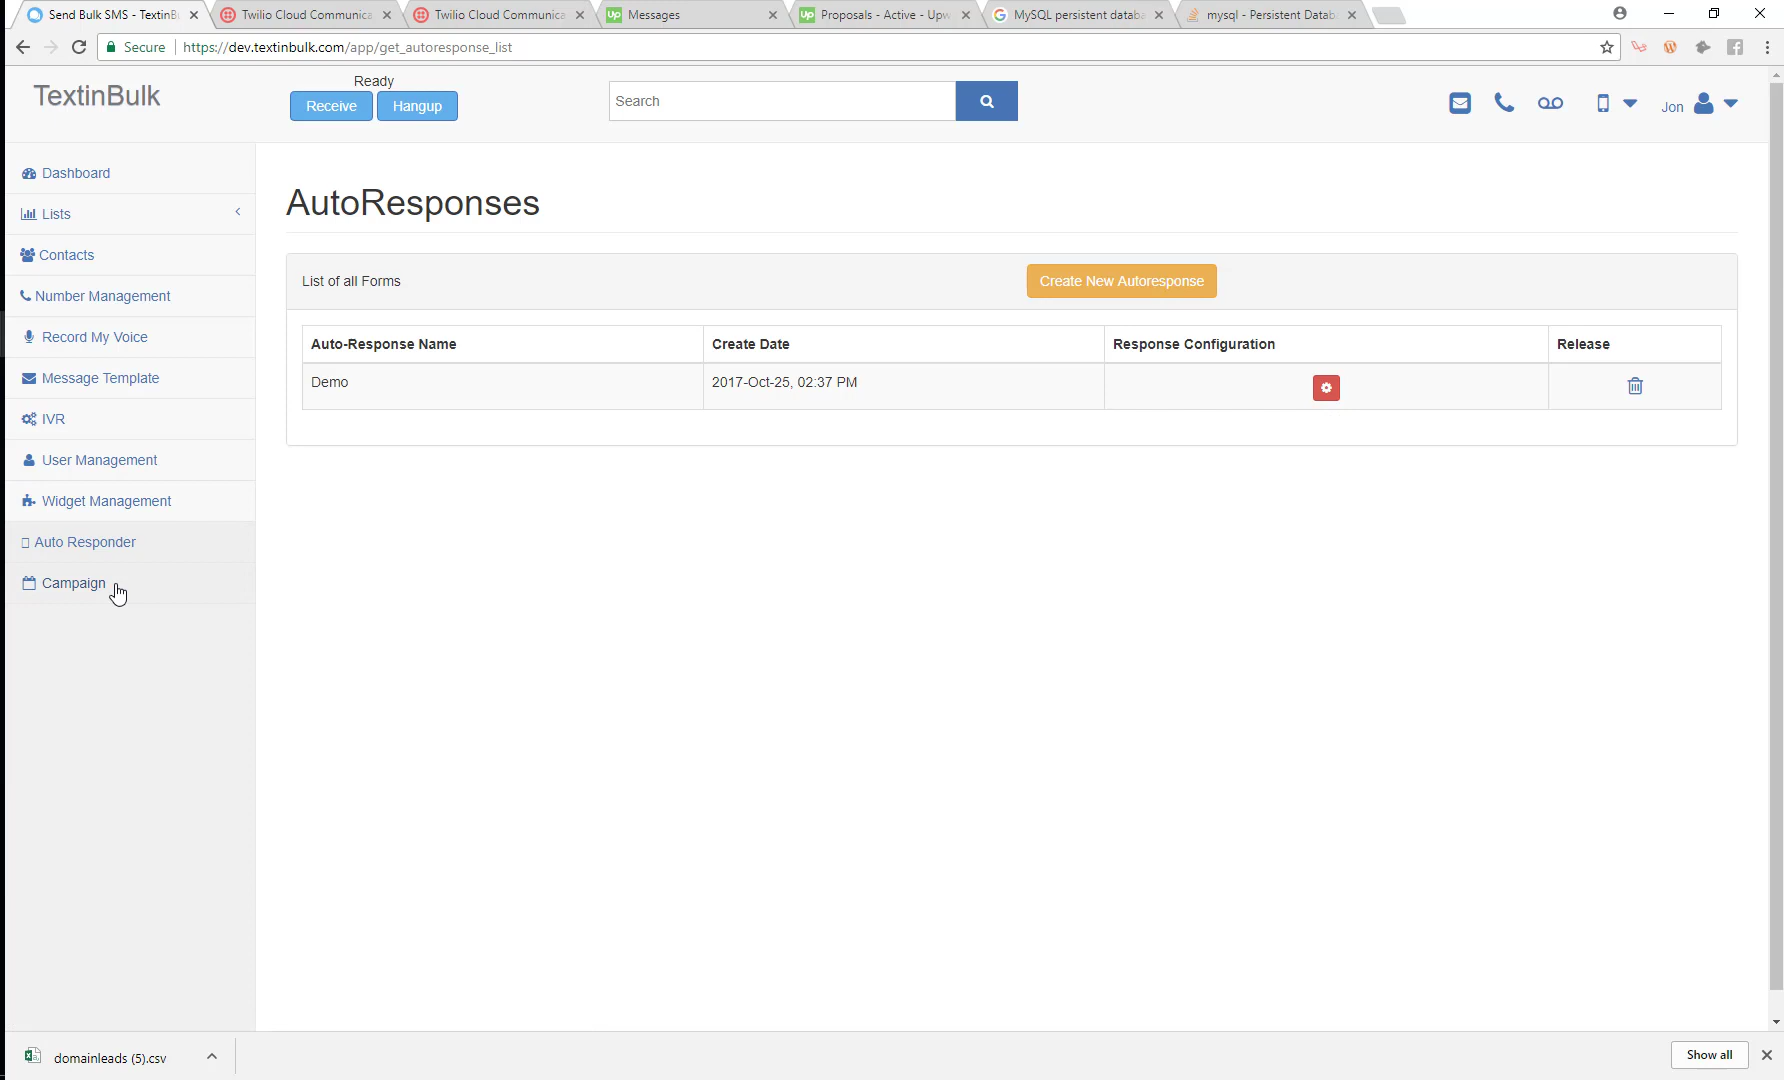 Send Bulk SMS - TextinBu
Twilio Cloud Communica
Twilio Cloud Communica
Messages
Proposals - Active - Upw
MySQL persistent databa
mysql - Persistent Datab
Secure
https://dev.textinbulk.com/app/get_autoresponse_list
TextinBulk
Ready
Receive
Hangup
Search
Jon
Dashboard
Lists
Contacts
Number Management
Record My Voice
Message Template
IVR
User Management
Widget Management
Auto Responder
Campaign
AutoResponses
List of all Forms
Create New Autoresponse
Auto-Response Name
Create Date
Response Configuration
Release
Demo
2017-Oct-25, 02:37 PM
domainleads (5).csv
Show all